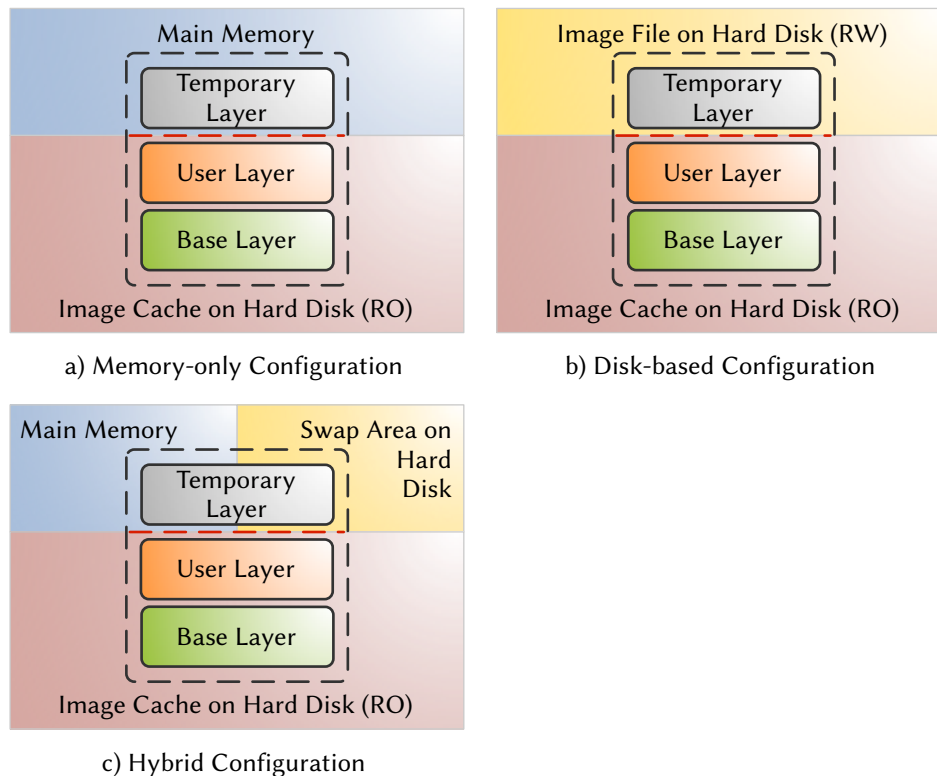 Main Memory
Temporary
Layer
User Layer
Base Layer
Image Cache on Hard Disk (RO)
a) Memory-only Configuration
Image File on Hard Disk (RW)
Temporary
Layer
User Layer
Base Layer
Image Cache on Hard Disk (RO)
b) Disk-based Configuration
Main Memory
Swap Area on
Hard
Disk
Temporary
Layer
User Layer
Base Layer
Image Cache on Hard Disk (RO)
c) Hybrid Configuration